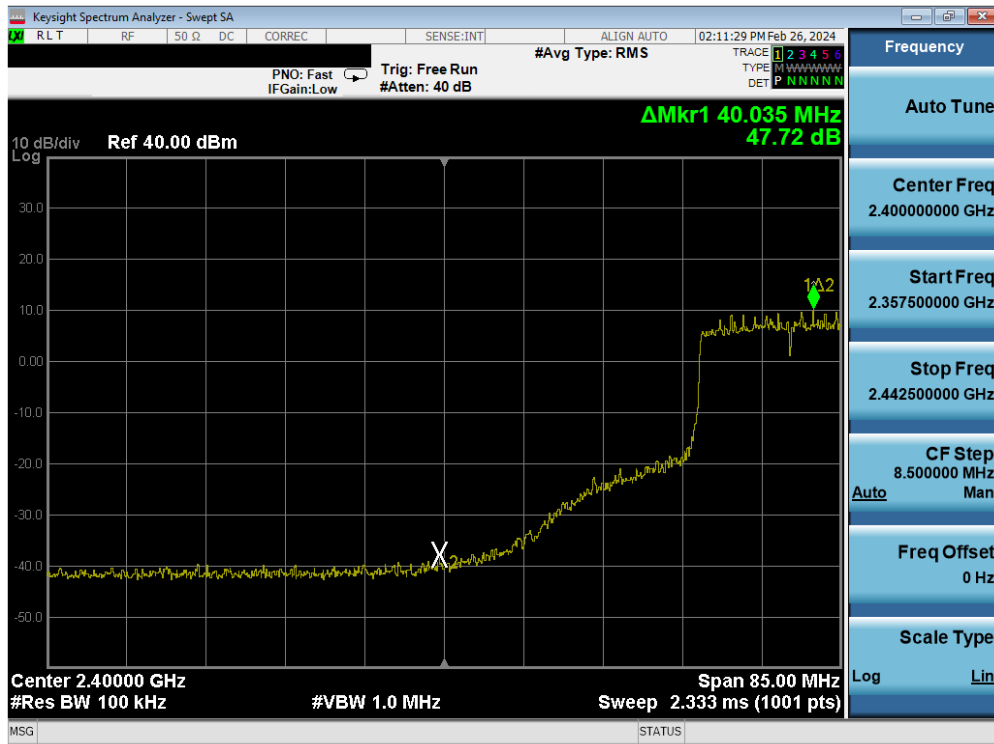 Keysight Spectrum Analyzer - Swept SA
LXI RLT RF 50 Ω DC CORREC SENSE:INT ALIGN AUTO 02:11:29 PM Feb 26, 2024
#Avg Type: RMS
TRACE 1 2 3 4 5 6
TYPE M W W W W W
DET P N N N N N
PNO: Fast
IFGain:Low
Trig: Free Run
#Atten: 40 dB
ΔMkr1 40.035 MHz
47.72 dB
10 dB/div Ref 40.00 dBm
Log
30.0
20.0
10.0
0.00
-10.0
-20.0
-30.0
-40.0
-50.0
1Δ2
X2
Center 2.40000 GHz Span 85.00 MHz
#Res BW 100 kHz #VBW 1.0 MHz Sweep 2.333 ms (1001 pts)
MSG STATUS
Frequency
Auto Tune
Center Freq
2.400000000 GHz
Start Freq
2.357500000 GHz
Stop Freq
2.442500000 GHz
CF Step
8.500000 MHz
Auto Man
Freq Offset
0 Hz
Scale Type
Log Lin